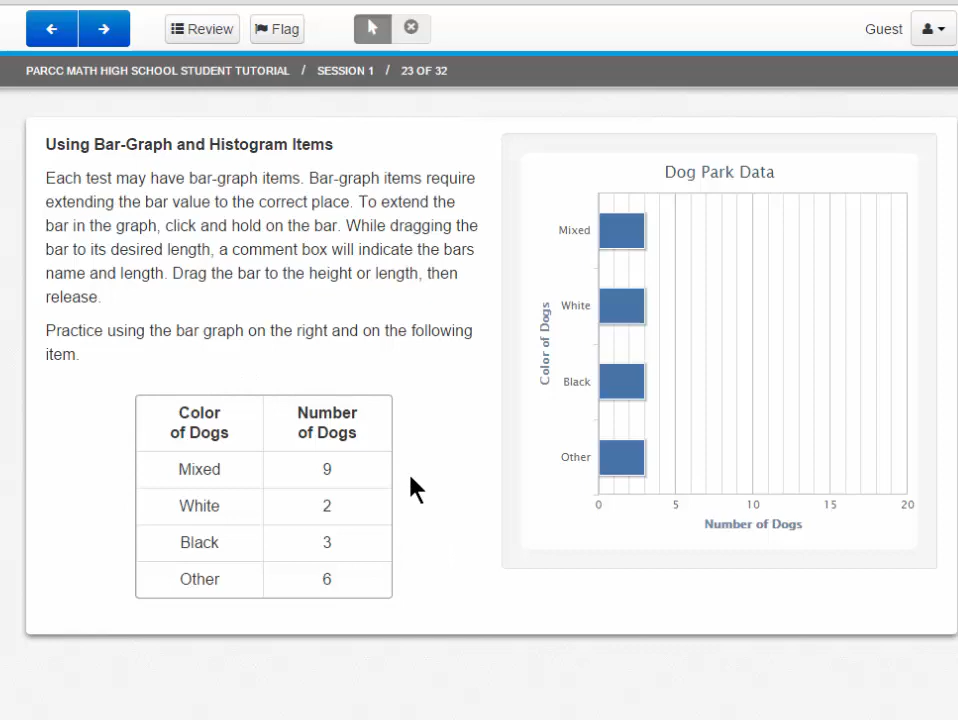 Review Flag Guest
PARCC MATH HIGH SCHOOL STUDENT TUTORIAL / SESSION 1 / 23 OF 32
Using Bar-Graph and Histogram Items
Each test may have bar-graph items. Bar-graph items require
extending the bar value to the correct place. To extend the
bar in the graph, click and hold on the bar. While dragging the
bar to its desired length, a comment box will indicate the bars
name and length. Drag the bar to the height or length, then
release.
Practice using the bar graph on the right and on the following
item.
Color
of Dogs
Number
of Dogs
Mixed 9
White 2
Black 3
Other 6
Dog Park Data
Color of Dogs
Mixed
White
Black
Other
0 5 10 15 20
Number of Dogs